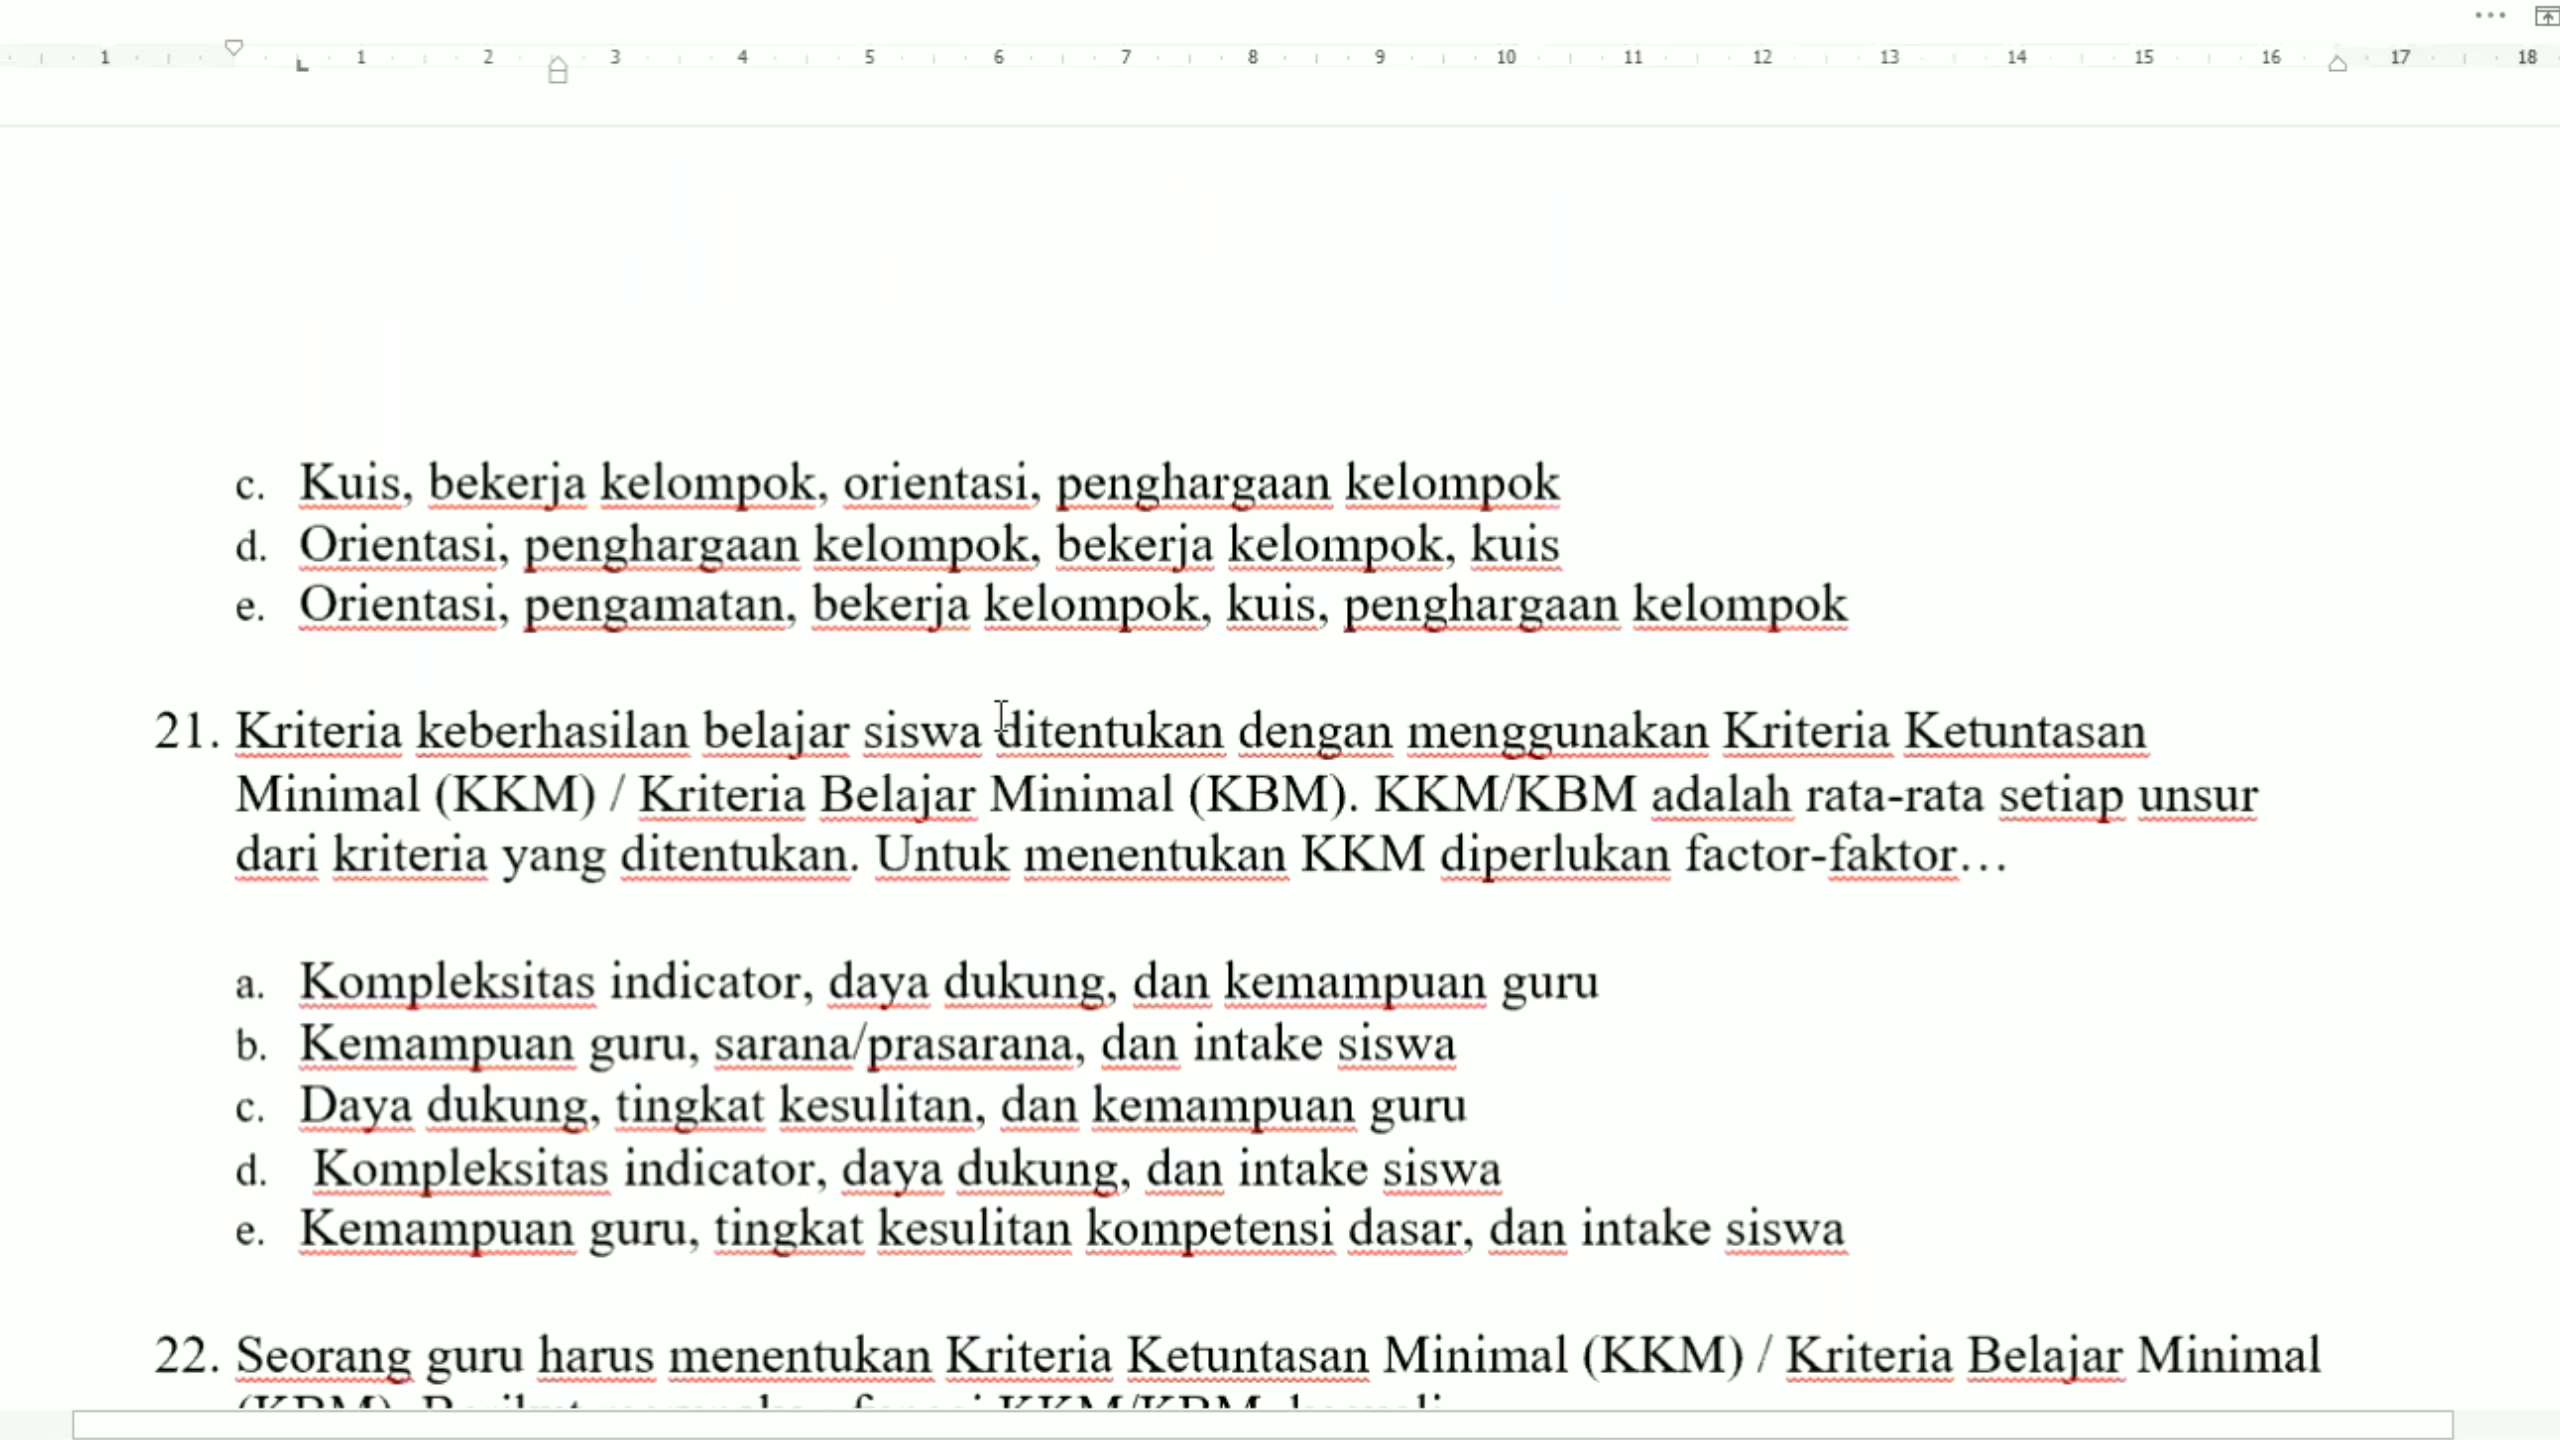 1 1 2 3 4 5 6 7 8 9 10 11 12 13 14 15 16 17 18
c. Kuis, bekerja kelompok, orientasi, penghargaan kelompok
d. Orientasi, penghargaan kelompok, bekerja kelompok, kuis
e. Orientasi, pengamatan, bekerja kelompok, kuis, penghargaan kelompok
21. Kriteria keberhasilan belajar siswa ditentukan dengan menggunakan Kriteria Ketuntasan
Minimal (KKM) / Kriteria Belajar Minimal (KBM). KKM/KBM adalah rata-rata setiap unsur
dari kriteria yang ditentukan. Untuk menentukan KKM diperlukan factor-faktor…
a. Kompleksitas indicator, daya dukung, dan kemampuan guru
b. Kemampuan guru, sarana/prasarana, dan intake siswa
c. Daya dukung, tingkat kesulitan, dan kemampuan guru
d. Kompleksitas indicator, daya dukung, dan intake siswa
e. Kemampuan guru, tingkat kesulitan kompetensi dasar, dan intake siswa
22. Seorang guru harus menentukan Kriteria Ketuntasan Minimal (KKM) / Kriteria Belajar Minimal